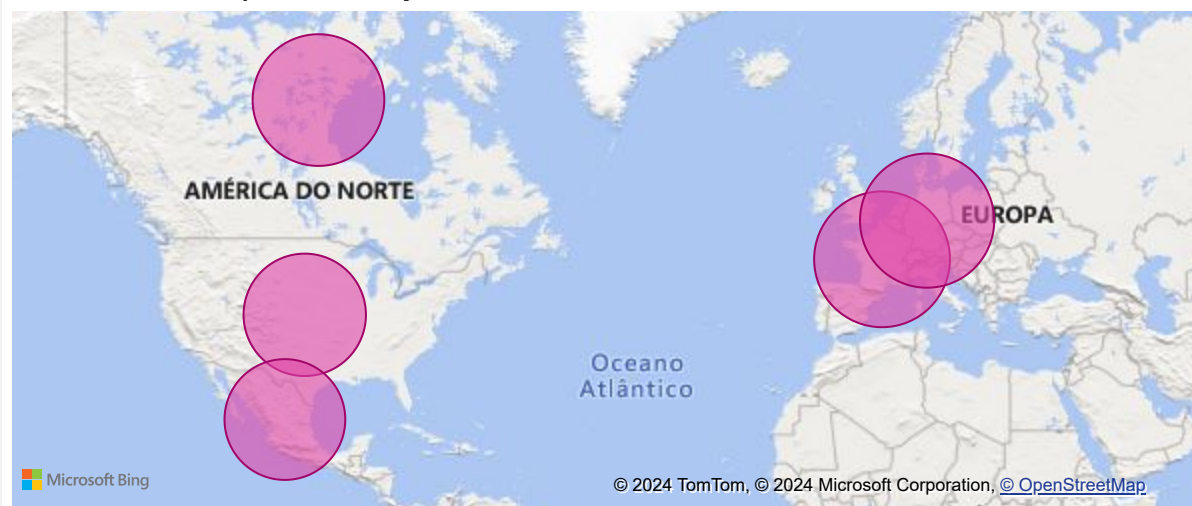 AMÉRICA DO NORTE
EUROPA
Oceano
Atlântico
Microsoft Bing
© 2024 TomTom, © 2024 Microsoft Corporation, © OpenStreetMap